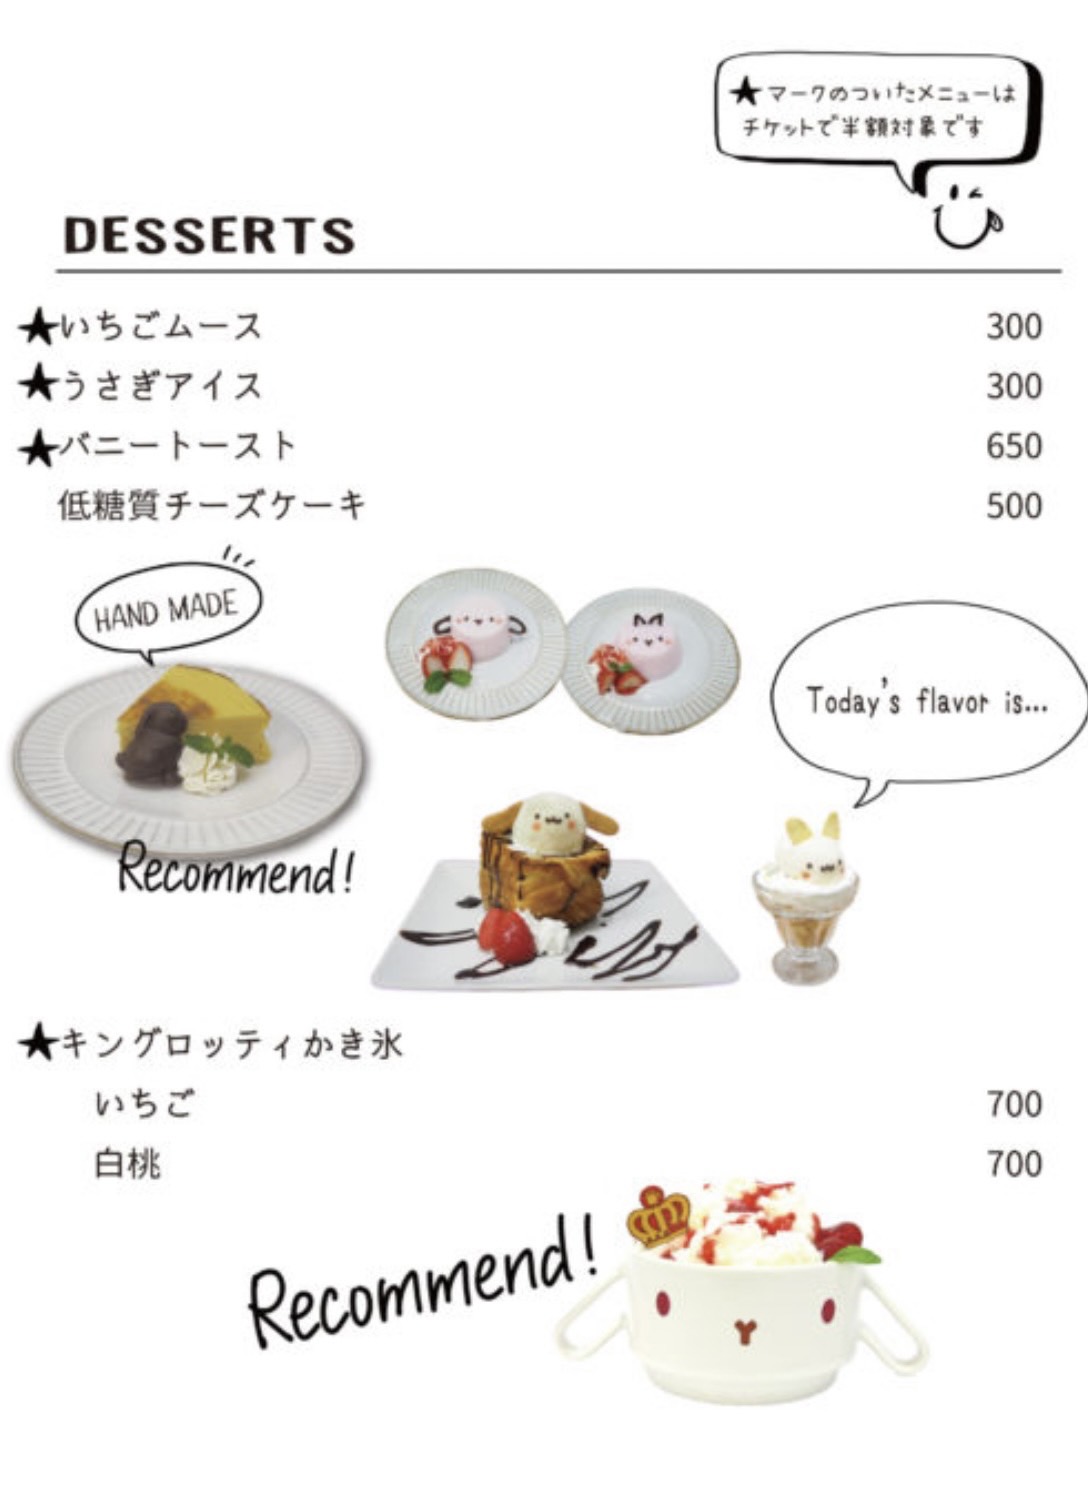 ★マークのついたメニューは
チケットで半額対象です
DESSERTS
★いちごムース 300
★うさぎアイス 300
★バニートースト 650
低糖質チーズケーキ 500
HAND MADE
Today's flavor is...
Recommend!
★キングロッティかき氷
いちご 700
白桃 700
Recommend!